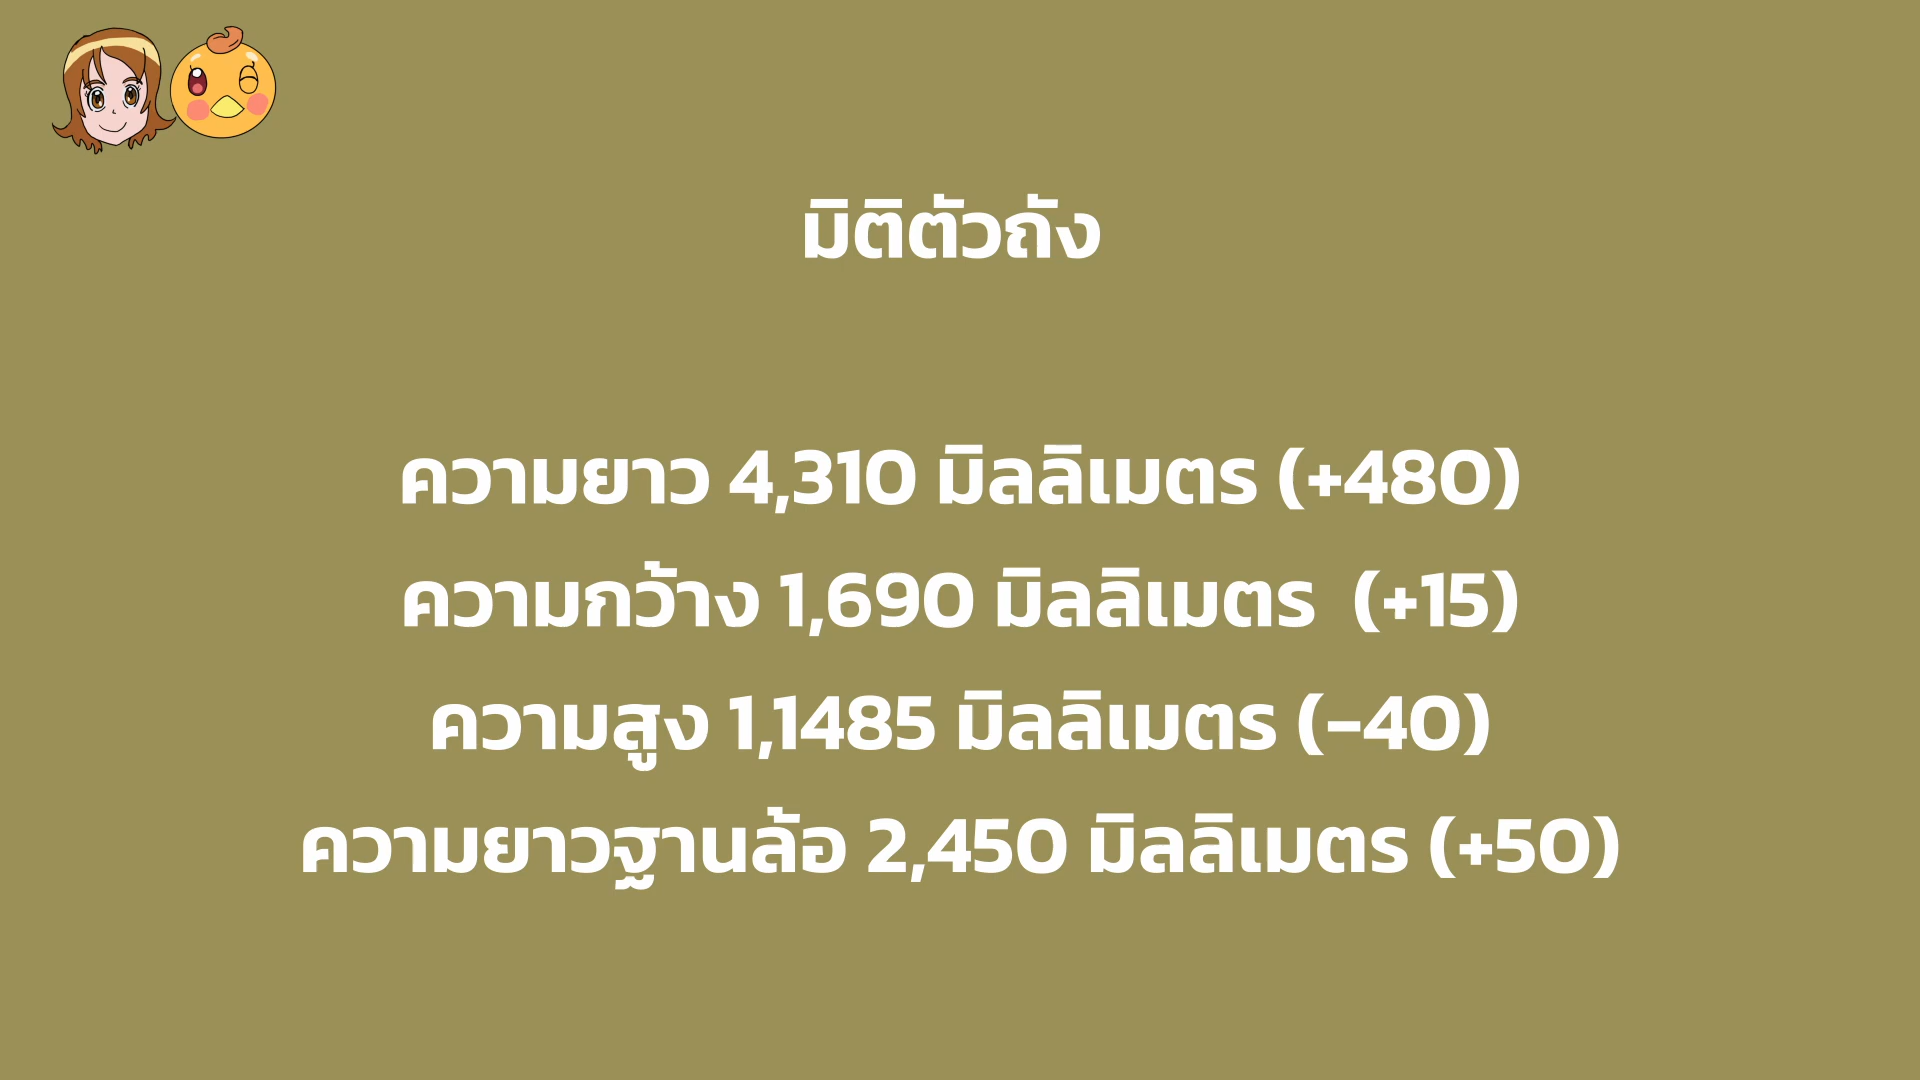 มิติตัวถัง
ความยาว 4,310 มิลลิเมตร (+480)
ความกว้าง 1,690 มิลลิเมตร (+15)
ความสูง 1,1485 มิลลิเมตร (-40)
ความยาวฐานล้อ 2,450 มิลลิเมตร (+50)